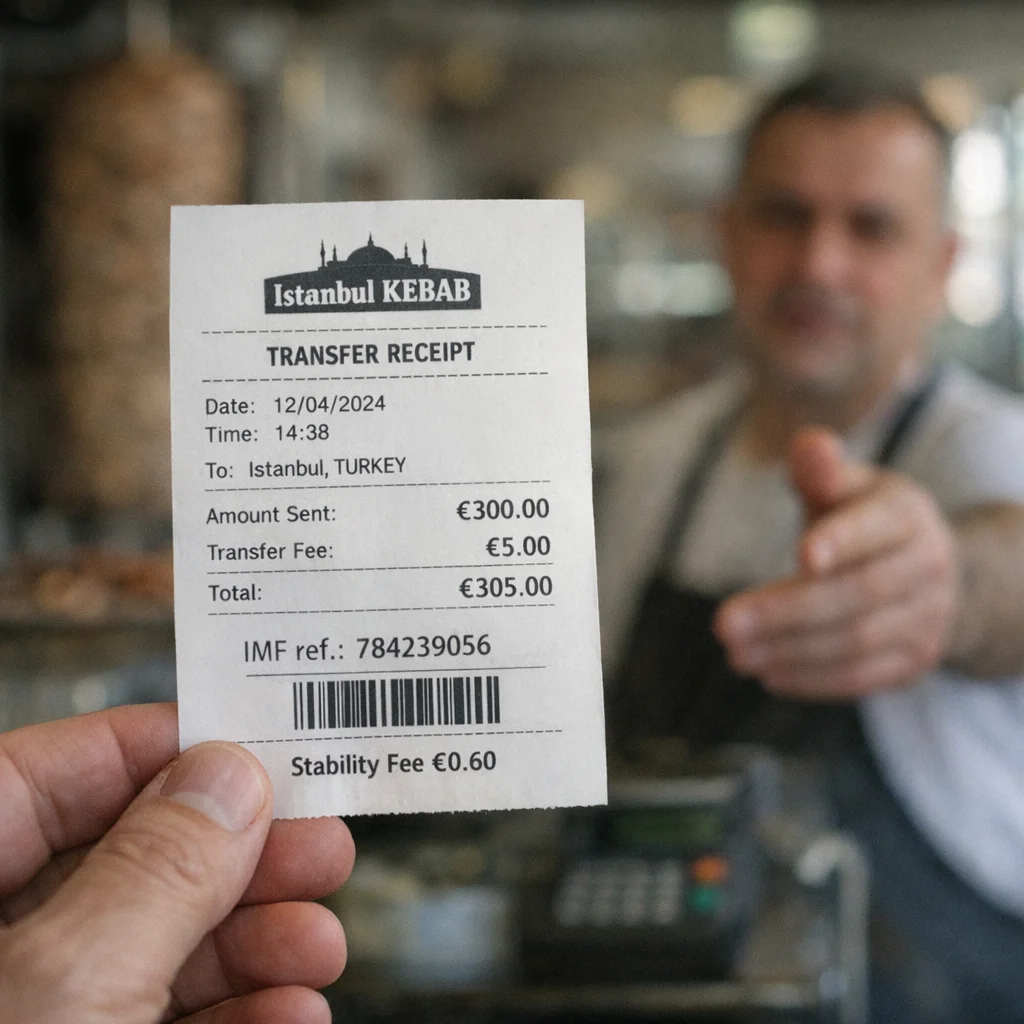 Istanbul KEBAB
TRANSFER RECEIPT
Date: 12/04/2024
Time: 14:38
To: Istanbul, TURKEY
Amount Sent: €300.00
Transfer Fee: €5.00
Total: €305.00
IMF ref.: 784239056
Stability Fee €0.60